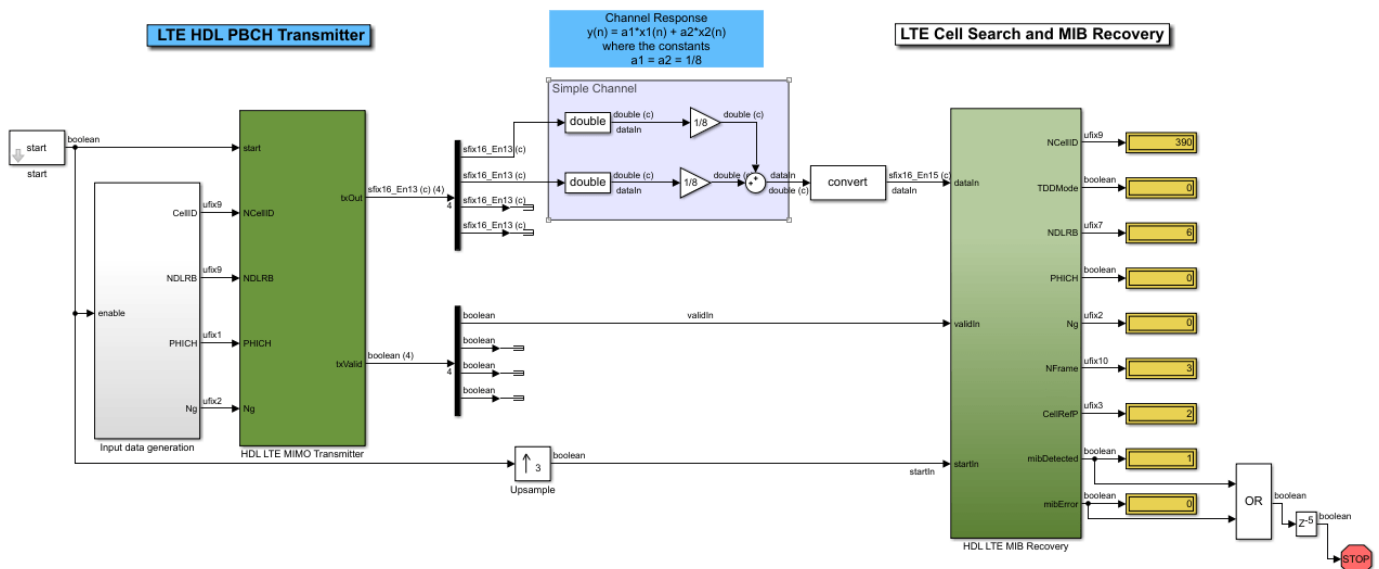 LTE HDL PBCH Transmitter
Channel Response
y(n) = a1*x1(n) + a2*x2(n)
where the constants
a1 = a2 = 1/8
LTE Cell Search and MIB Recovery
start
boolean
start
enable
CellID
NDLRB
PHICH
Ng
Input data generation
ufix9
ufix9
ufix1
ufix2
start
NCellID
NDLRB
PHICH
Ng
txOut
txValid
HDL LTE MIMO Transmitter
sfix16_En13 (c) (4)
4
boolean (4)
4
sfix16_En13 (c)
sfix16_En13 (c)
sfix16_En13 (c)
sfix16_En13 (c)
Simple Channel
double
double (c)
dataIn
1/8
double (c)
double
double (c)
dataIn
1/8
double (c)
dataIn
double (c)
convert
sfix16_En15 (c)
dataIn
boolean
validIn
boolean
boolean
boolean
3
Upsample
boolean
startIn
dataIn
validIn
startIn
NCellID
TDDMode
NDLRB
PHICH
Ng
NFrame
CellRefP
mibDetected
mibError
HDL LTE MIB Recovery
ufix9
390
boolean
0
ufix7
6
boolean
0
ufix2
0
ufix10
3
ufix3
2
boolean
1
boolean
0
OR
boolean
Z-5
boolean
STOP